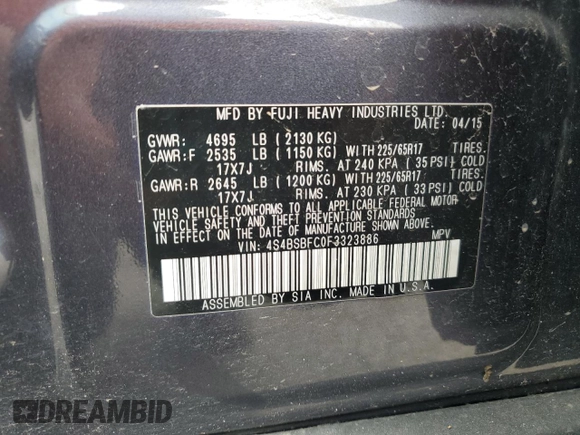 MFD BY FUJI HEAVY INDUSTRIES LTD.
DATE: 04/15
GVWR: 4695 LB (2130 KG)
GAWR:F 2535 LB (1150 KG) WITH 225/65R17 TIRES.
17X7J RIMS. AT 240 KPA (35 PSI) COLD
GAWR:R 2645 LB (1200 KG) WITH 225/65R17 TIRES.
17X7J RIMS. AT 230 KPA (33 PSI) COLD
THIS VEHICLE CONFORMS TO ALL APPLICABLE FEDERAL MOTOR
VEHICLE SAFETY AND THEFT PREVENTION STANDARDS
IN EFFECT ON THE DATE OF MANUFACTURE SHOWN ABOVE.
VIN: 4S4BSBFC0F3323886 MPV
ASSEMBLED BY SIA INC. MADE IN U.S.A.
DREAMBID